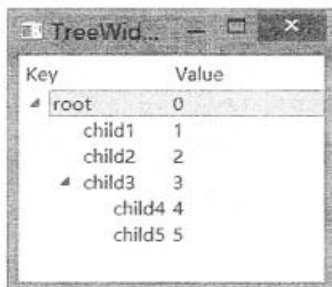 TreeWid...
Key Value
root 0
child1 1
child2 2
child3 3
child4 4
child5 5